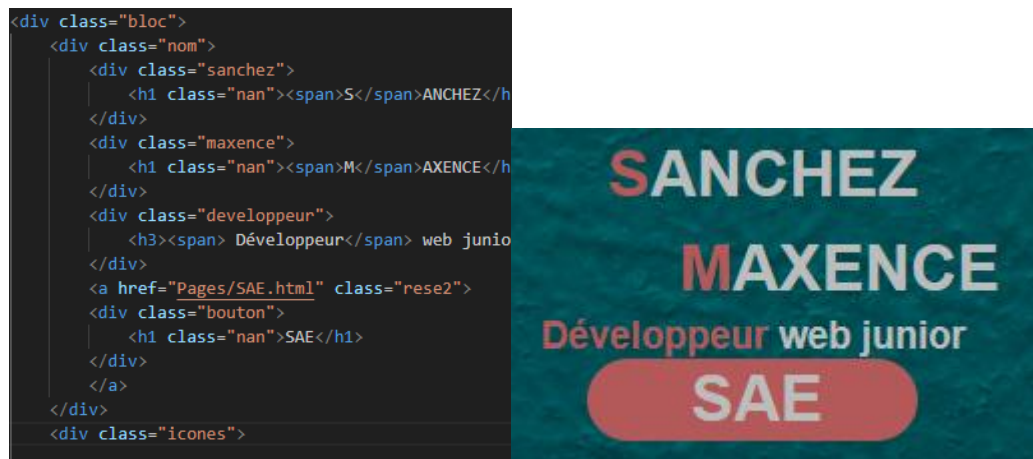 <div class="bloc">
<div class="nom">
<div class="sanchez">
<h1 class="nan"><span>S</span>ANCHEZ</h
</div>
<div class="maxence">
<h1 class="nan"><span>M</span>AXENCE</h
</div>
<div class="developpeur">
<h3><span> Développeur</span> web junio
</div>
<a href="Pages/SAE.html" class="rese2">
<div class="bouton">
<h1 class="nan">SAE</h1>
</div>
</a>
</div>
<div class="icones">
SANCHEZ
MAXENCE
Développeur web junior
SAE